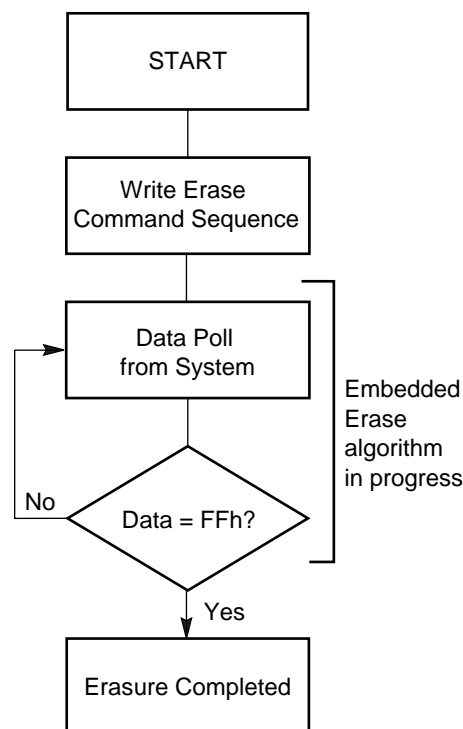 START
Write Erase
Command Sequence
Data Poll
from System
Embedded
Erase
algorithm
in progress
No
Data = FFh?
Yes
Erasure Completed